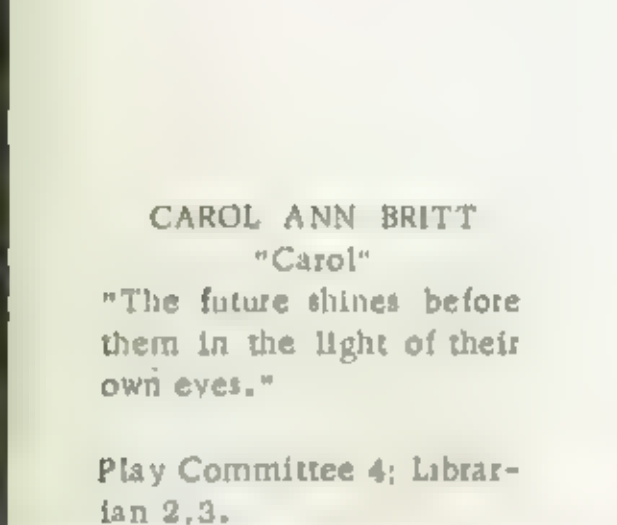 CAROL ANN BRITT
"Carol"
"The future shines before
them in the light of their
own eyes."
Play Committee 4; Librar-
ian 2,3.